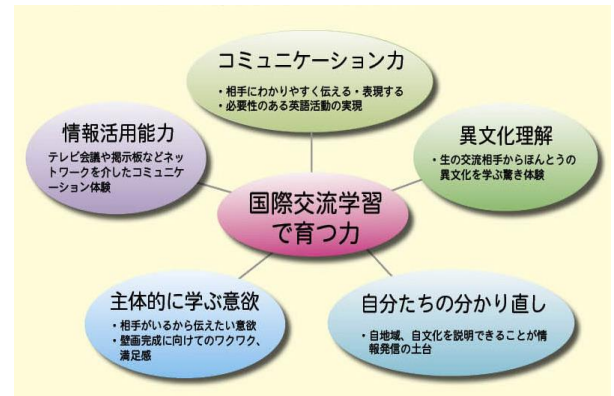 コミュニケーション力
・相手にわかりやすく伝える・表現する
・必要性のある英語活動の実現
情報活用能力
テレビ会議や掲示板などネッ
トワークを介したコミュニケ
ーション体験
異文化理解
・生の交流相手からほんとうの
異文化を学ぶ驚き体験
国際交流学習
で育つ力
主体的に学ぶ意欲
・相手がいるから伝えたい意欲
・壁画完成に向けてのワクワク、
満足感
自分たちの分かり直し
・自地域、自文化を説明できることが情
報発信の土台